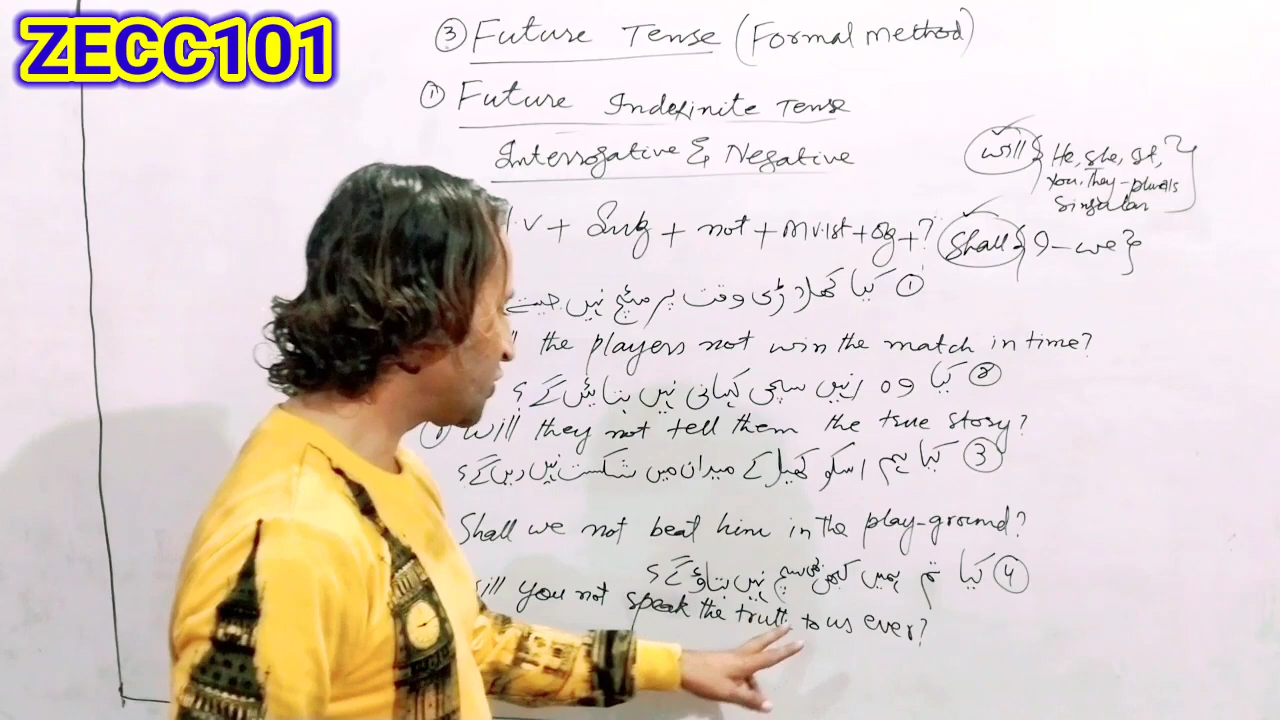 ZECC101
③ Future Tense (Formal method)
① Future Indefinite Tense
Interrogative & Negative
will { He, she, it, }
You, They-plurals
Singular
.V + Sub + not + m v.1st + Obj + ?
Shall { I - we }
① کیا کھلاڑی وقت پر میچ نہیں جیت
the players not win the match in time?
② کیا وہ انہیں سچی کہانی نہیں بتائیں گے ؟
will they not tell them the true story?
③ کیا ہم اسکو کھیل کے میدان میں شکست نہیں دیں گے ؟
Shall we not beat him in the play-ground?
④ کیا تم ہمیں کبھی سچ نہیں بتاؤ گے ؟
ill you not speak the truth to us ever?